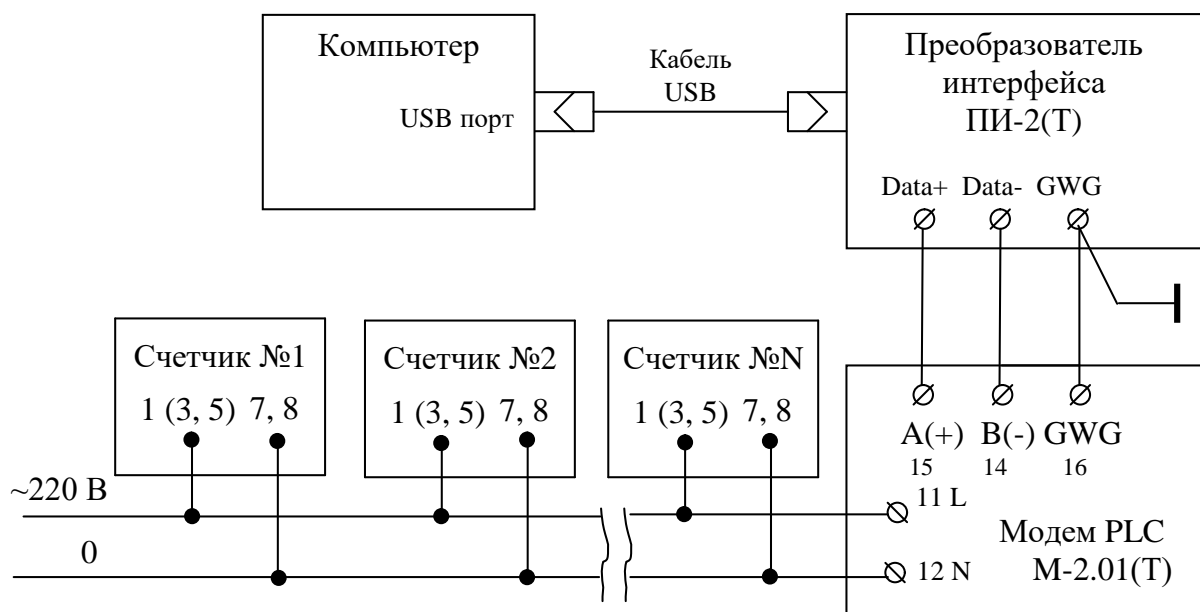 Компьютер
USB порт
Кабель
USB
Преобразователь
интерфейса
ПИ-2(Т)
Data+ Data- GWG
Счетчик №1
1 (3, 5) 7, 8
Счетчик №2
1 (3, 5) 7, 8
Счетчик №N
1 (3, 5) 7, 8
A(+) B(-) GWG
15 14 16
~220 В
0
11 L
12 N
Модем PLC
М-2.01(Т)